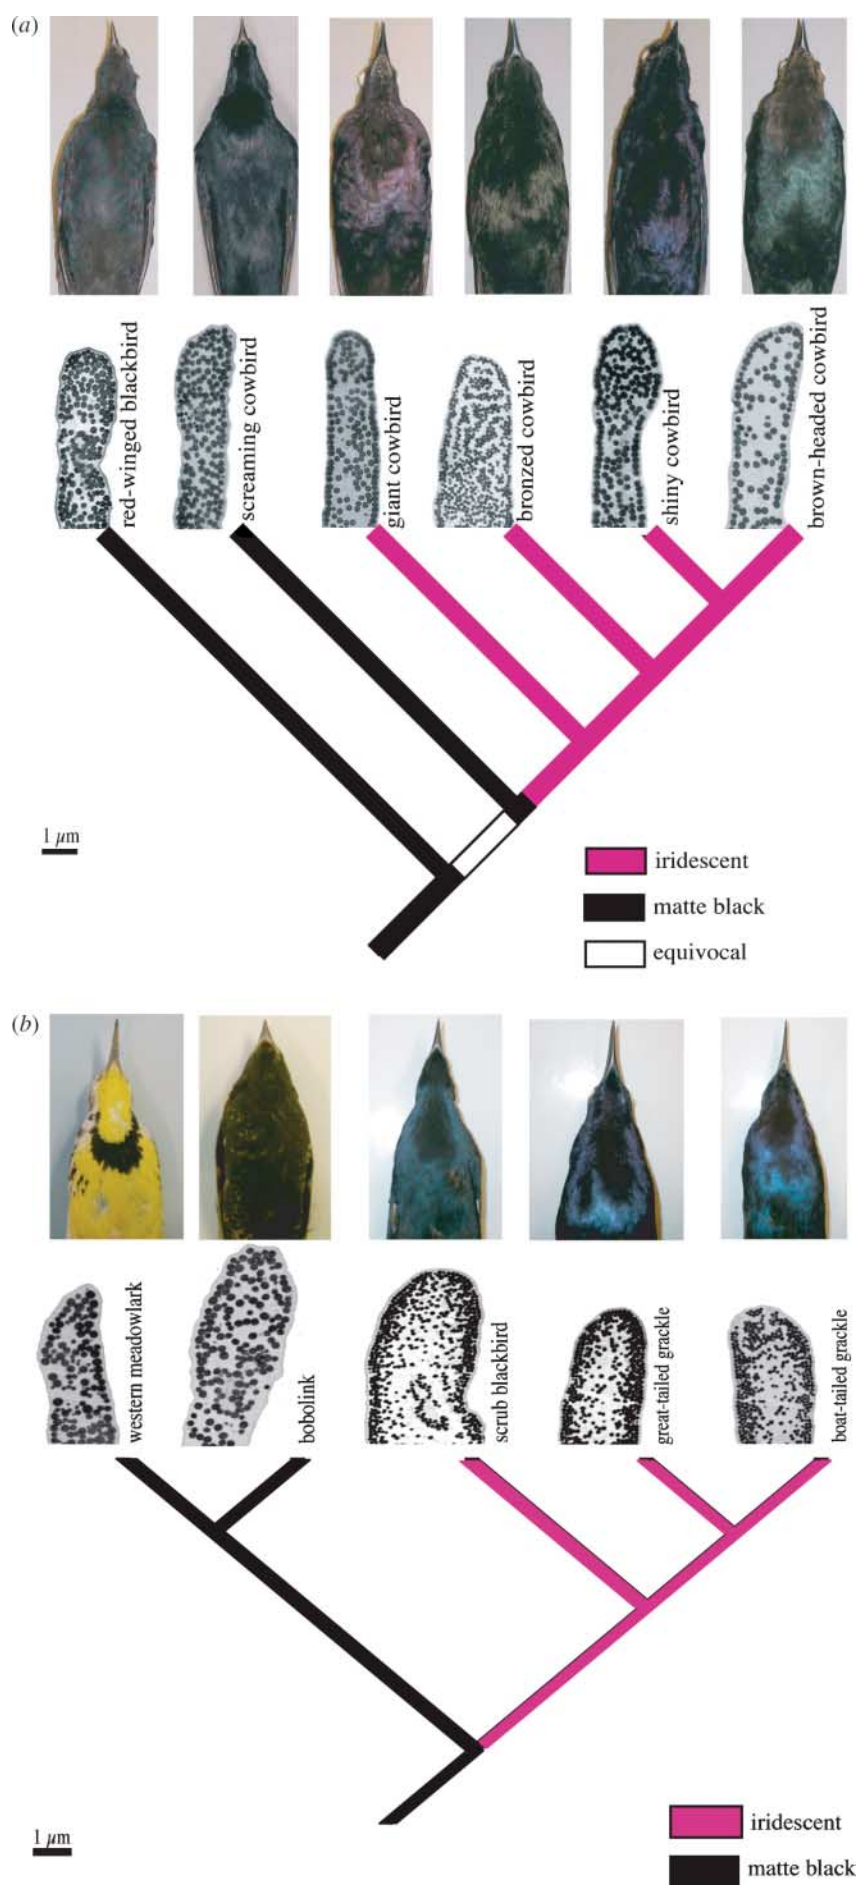 (a)
red-winged blackbird
screaming cowbird
giant cowbird
bronzed cowbird
shiny cowbird
brown-headed cowbird
1 µm
iridescent
matte black
equivocal
(b)
western meadowlark
bobolink
scrub blackbird
great-tailed grackle
boat-tailed grackle
1 µm
iridescent
matte black